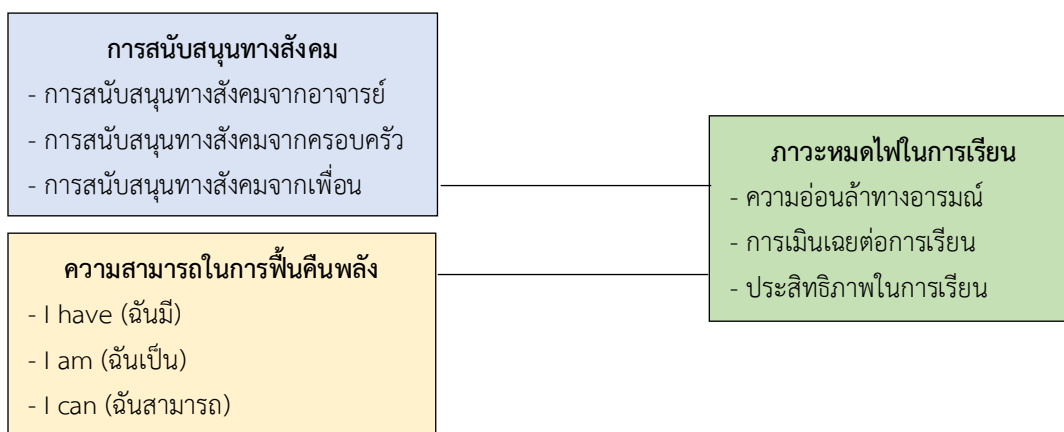 การสนับสนุนทางสังคม
- การสนับสนุนทางสังคมจากอาจารย์
- การสนับสนุนทางสังคมจากครอบครัว
- การสนับสนุนทางสังคมจากเพื่อน
ความสามารถในการฟื้นคืนพลัง
- I have (ฉันมี)
- I am (ฉันเป็น)
- I can (ฉันสามารถ)
ภาวะหมดไฟในการเรียน
- ความอ่อนล้าทางอารมณ์
- การเมินเฉยต่อการเรียน
- ประสิทธิภาพในการเรียน